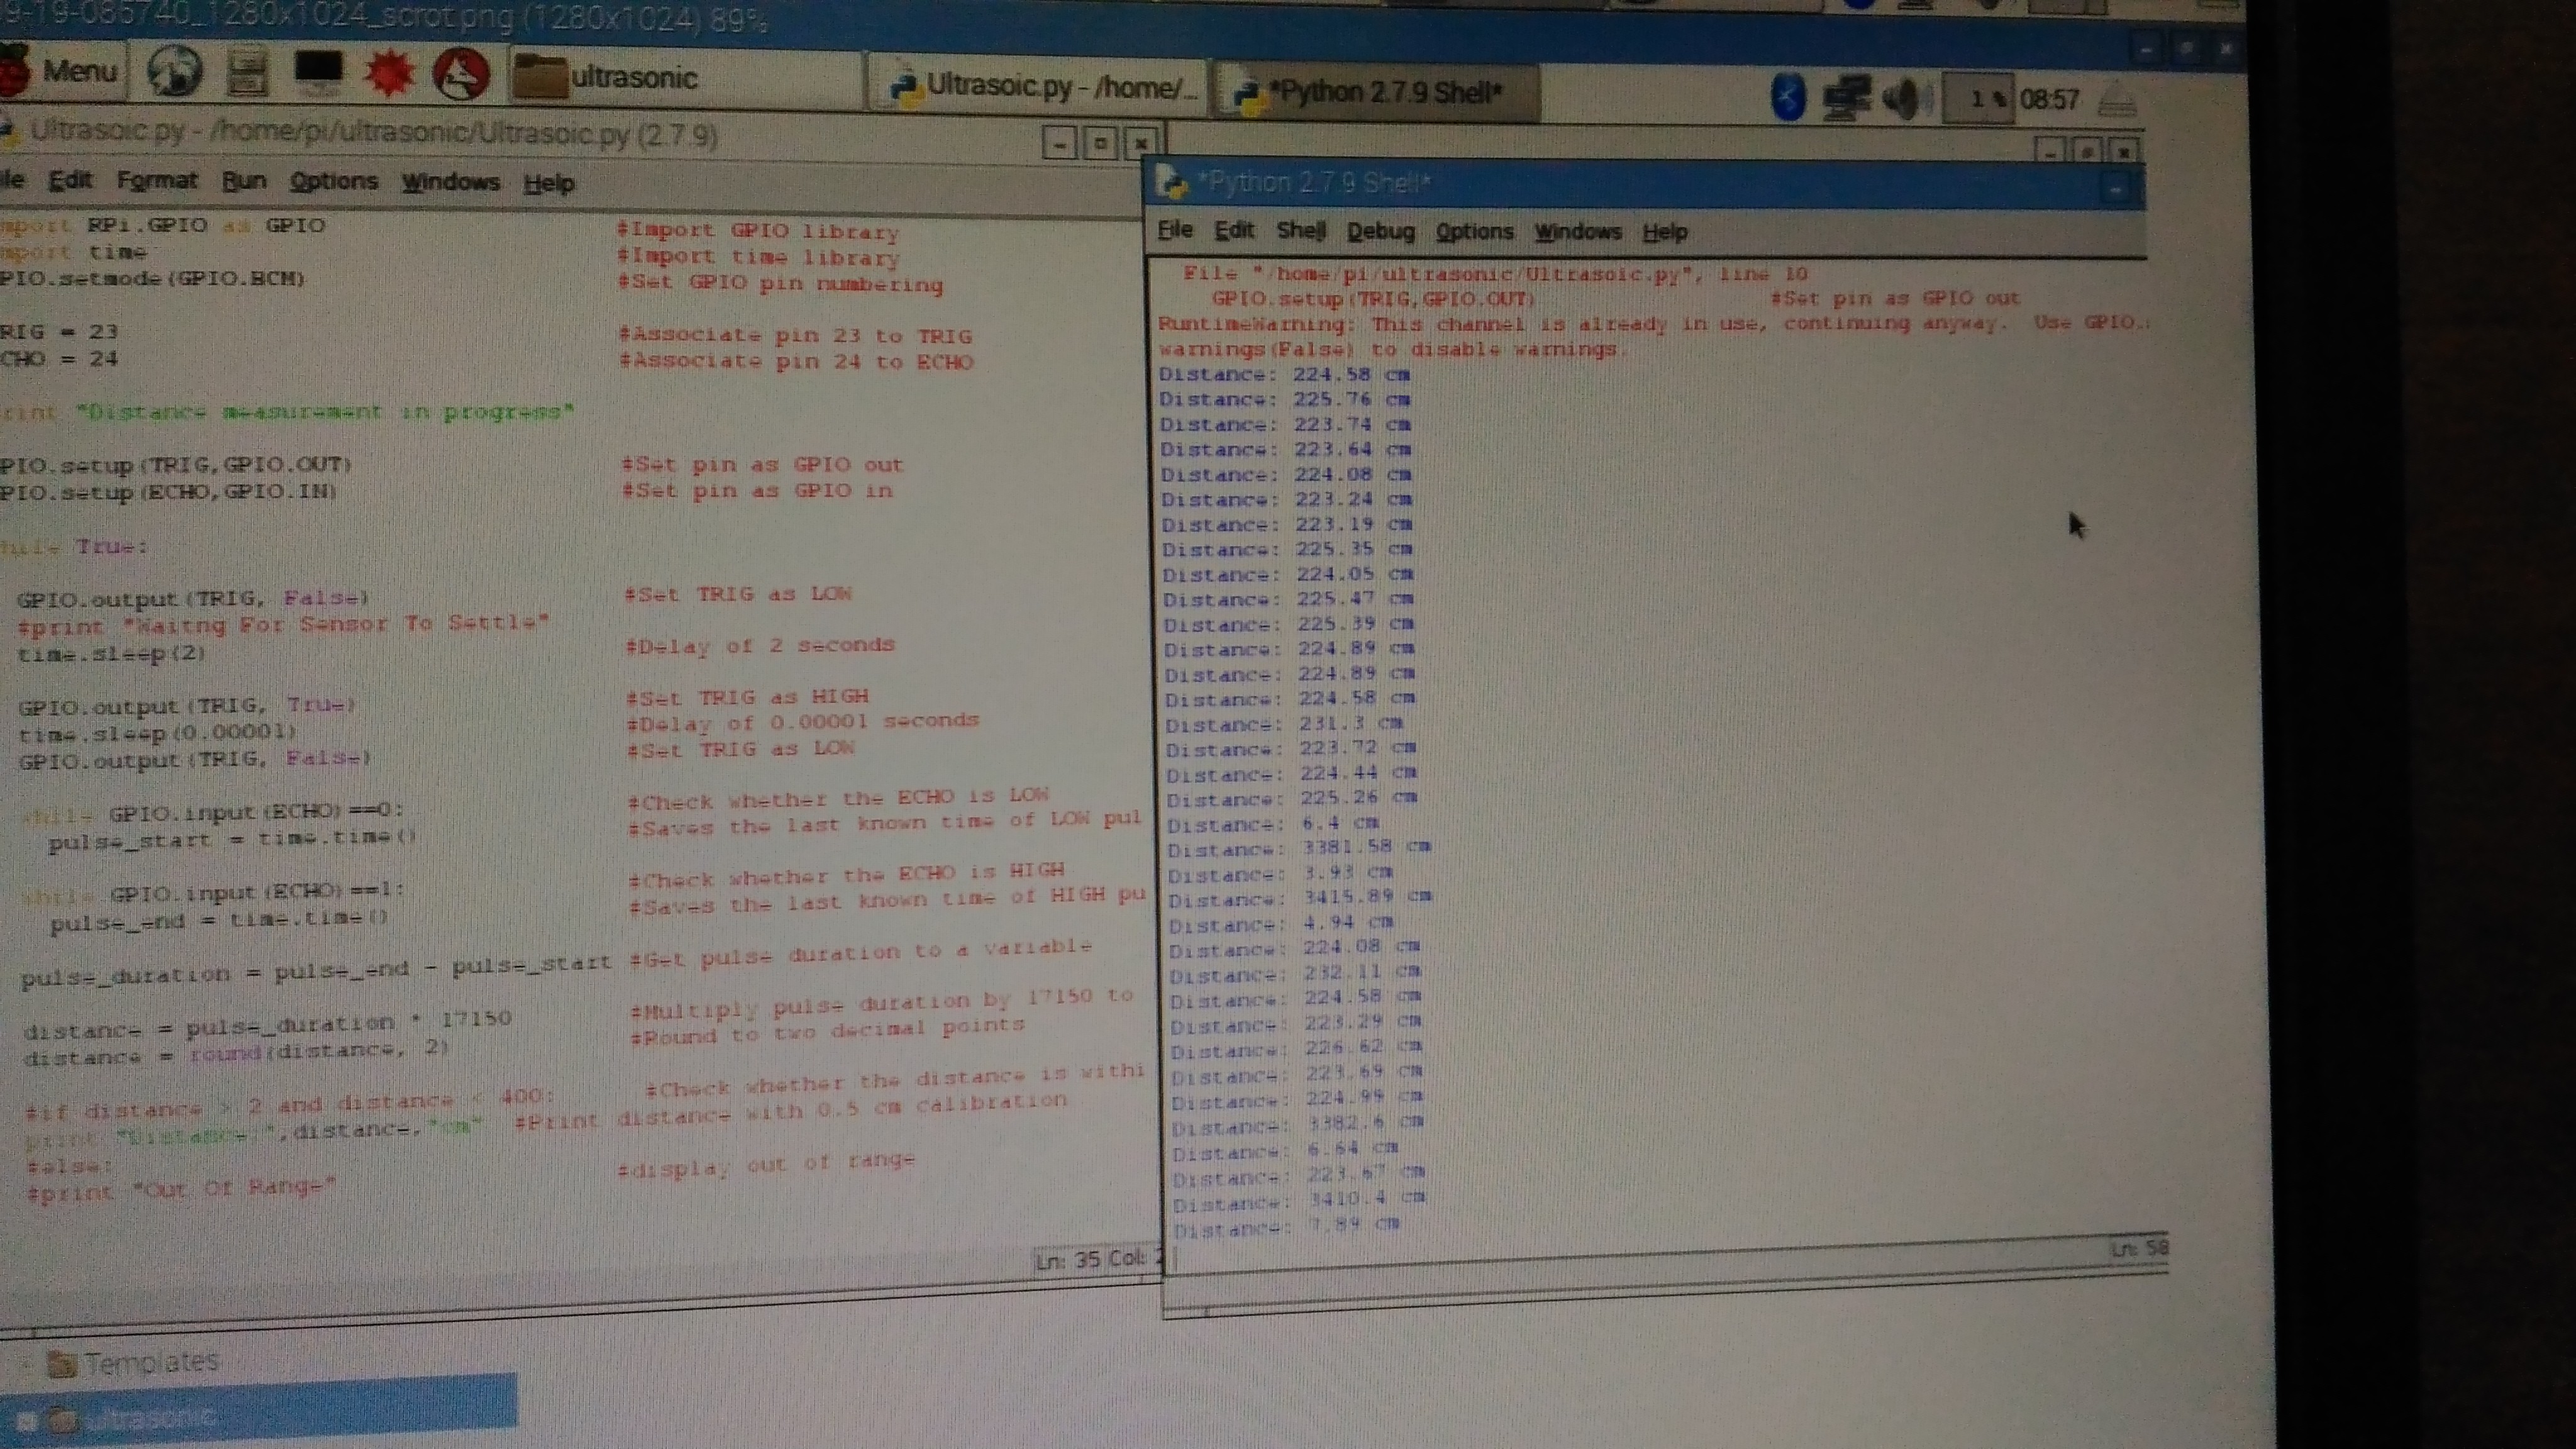 9-19-085740_1280x1024_scrot.png (1280x1024) 89%
Menu
ultrasonic
Ultrasoic.py - /home/...
*Python 2.7.9 Shell*
1 %
08:57
Ultrasoic.py - /home/pi/ultrasonic/Ultrasoic.py (2.7.9)
ile Edit Format Run Options Windows Help
mport RPi.GPIO as GPIO #Import GPIO library
mport time #Import time library
PIO.setmode(GPIO.BCM) #Set GPIO pin numbering
RIG = 23 #Associate pin 23 to TRIG
CHO = 24 #Associate pin 24 to ECHO
rint "Distance measurement in progress"
PIO.setup(TRIG,GPIO.OUT) #Set pin as GPIO out
PIO.setup(ECHO,GPIO.IN) #Set pin as GPIO in
hile True:
GPIO.output(TRIG, False) #Set TRIG as LOW
#print "Waitng For Sensor To Settle"
time.sleep(2) #Delay of 2 seconds
GPIO.output(TRIG, True) #Set TRIG as HIGH
time.sleep(0.00001) #Delay of 0.00001 seconds
GPIO.output(TRIG, False) #Set TRIG as LOW
while GPIO.input(ECHO)==0: #Check whether the ECHO is LOW
pulse_start = time.time() #Saves the last known time of LOW pul
while GPIO.input(ECHO)==1: #Check whether the ECHO is HIGH
pulse_end = time.time() #Saves the last known time of HIGH pu
pulse_duration = pulse_end - pulse_start #Get pulse duration to a variable
distance = pulse_duration * 17150 #Multiply pulse duration by 17150 to
distance = round(distance, 2) #Round to two decimal points
#if distance > 2 and distance < 400: #Check whether the distance is withi
print "Distance:",distance,"cm" #Print distance with 0.5 cm calibration
#else:
#print "Out Of Range" #display out of range
Ln: 35 Col:
*Python 2.7.9 Shell*
File Edit Shell Debug Options Windows Help
File "/home/pi/ultrasonic/Ultrasoic.py", line 10
GPIO.setup(TRIG,GPIO.OUT) #Set pin as GPIO out
RuntimeWarning: This channel is already in use, continuing anyway. Use GPIO.
warnings(False) to disable warnings.
Distance: 224.58 cm
Distance: 225.76 cm
Distance: 223.74 cm
Distance: 223.64 cm
Distance: 224.08 cm
Distance: 223.24 cm
Distance: 223.19 cm
Distance: 225.35 cm
Distance: 224.05 cm
Distance: 225.47 cm
Distance: 225.39 cm
Distance: 224.89 cm
Distance: 224.89 cm
Distance: 224.58 cm
Distance: 231.3 cm
Distance: 223.72 cm
Distance: 224.44 cm
Distance: 225.26 cm
Distance: 6.4 cm
Distance: 3381.58 cm
Distance: 3.93 cm
Distance: 3415.89 cm
Distance: 4.94 cm
Distance: 224.08 cm
Distance: 232.11 cm
Distance: 224.58 cm
Distance: 223.29 cm
Distance: 226.62 cm
Distance: 223.69 cm
Distance: 224.99 cm
Distance: 3382.6 cm
Distance: 6.64 cm
Distance: 223.67 cm
Distance: 3410.4 cm
Distance: 7.89 cm
Ln: 58
Templates
ultrasonic